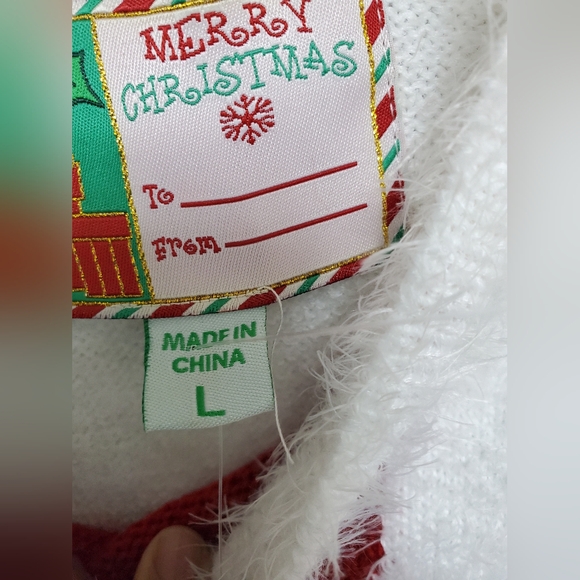 MERRY
CHRISTMAS
To
From
MADE IN
CHINA
L